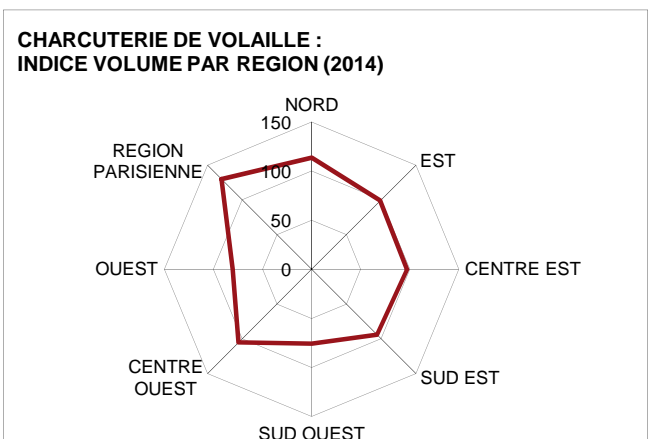 CHARCUTERIE DE VOLAILLE :
INDICE VOLUME PAR REGION (2014)
NORD
150
REGION
PARISIENNE
EST
100
50
OUEST
0
CENTRE EST
CENTRE
OUEST
SUD EST
SUD OUEST